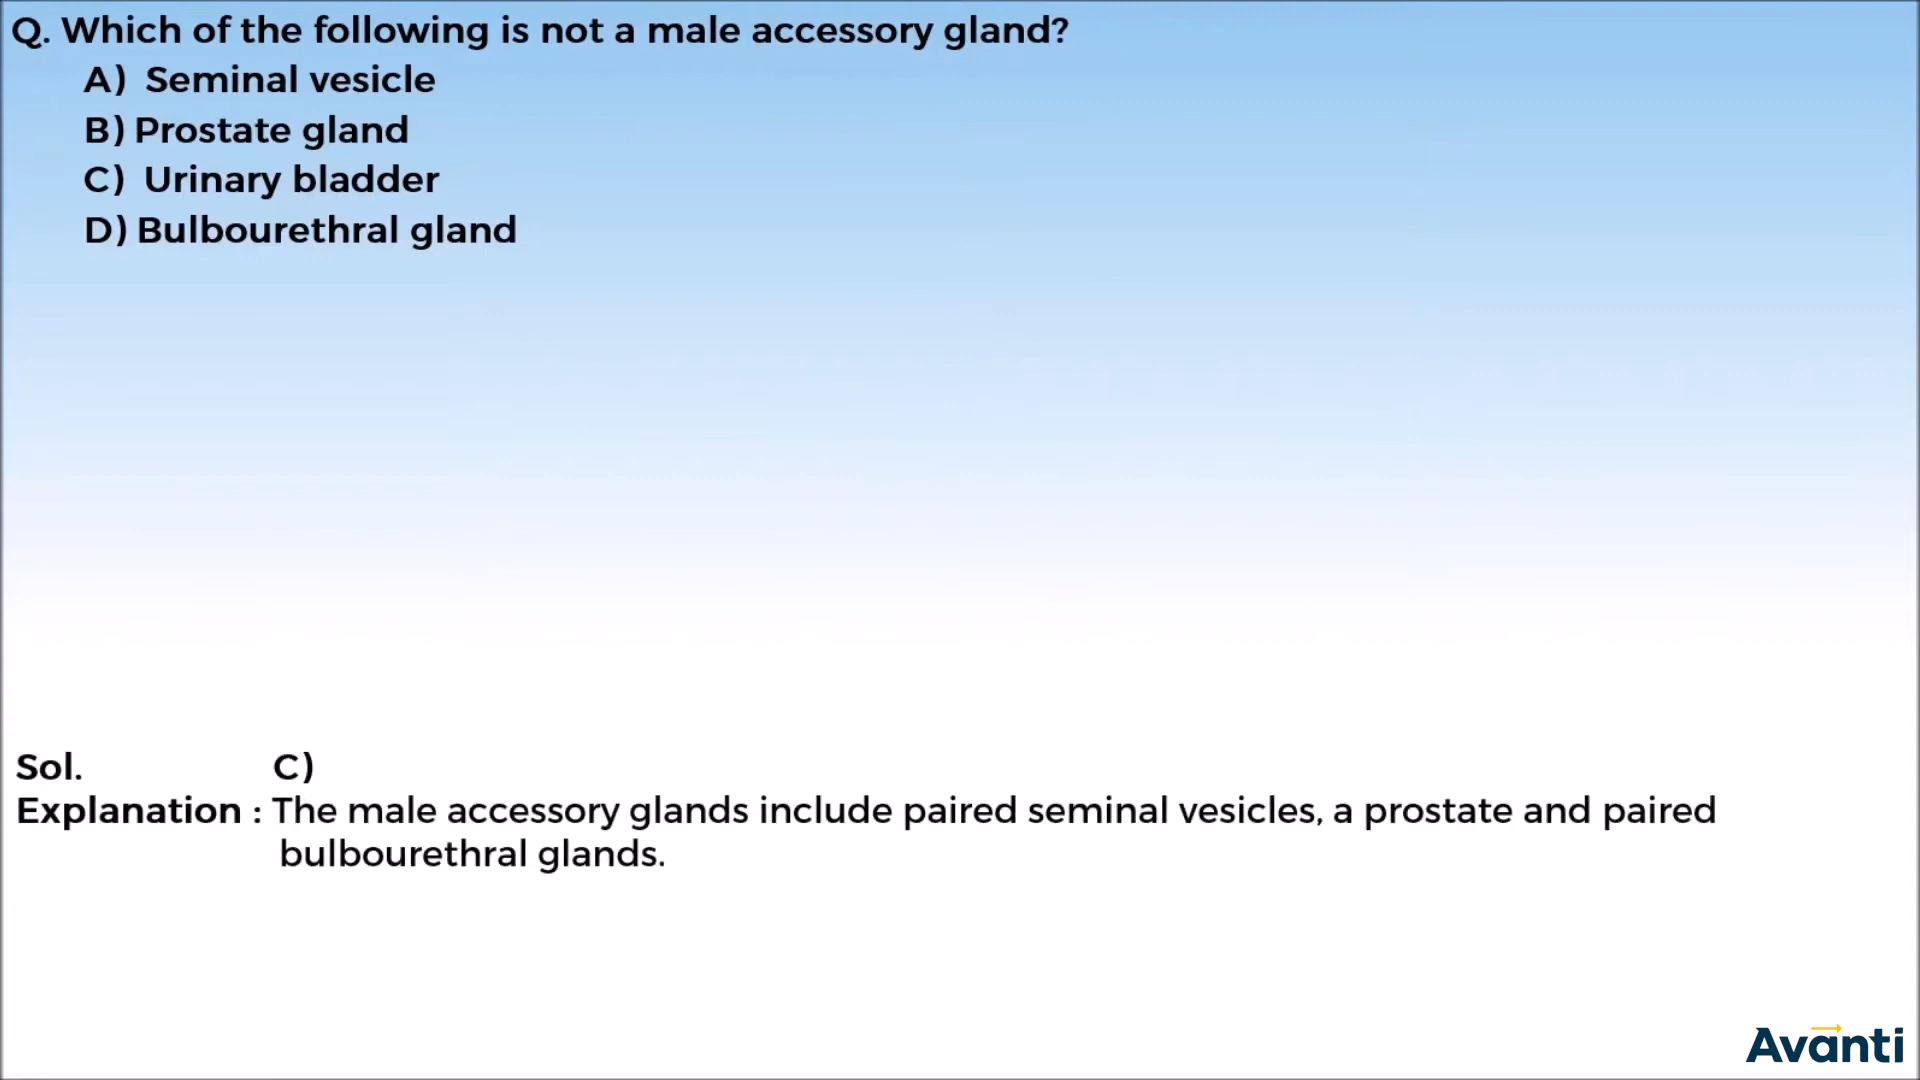 Q. Which of the following is not a male accessory gland?
A) Seminal vesicle
B) Prostate gland
C) Urinary bladder
D) Bulbourethral gland
Sol. C)
Explanation : The male accessory glands include paired seminal vesicles, a prostate and paired
bulbourethral glands.
Avanti